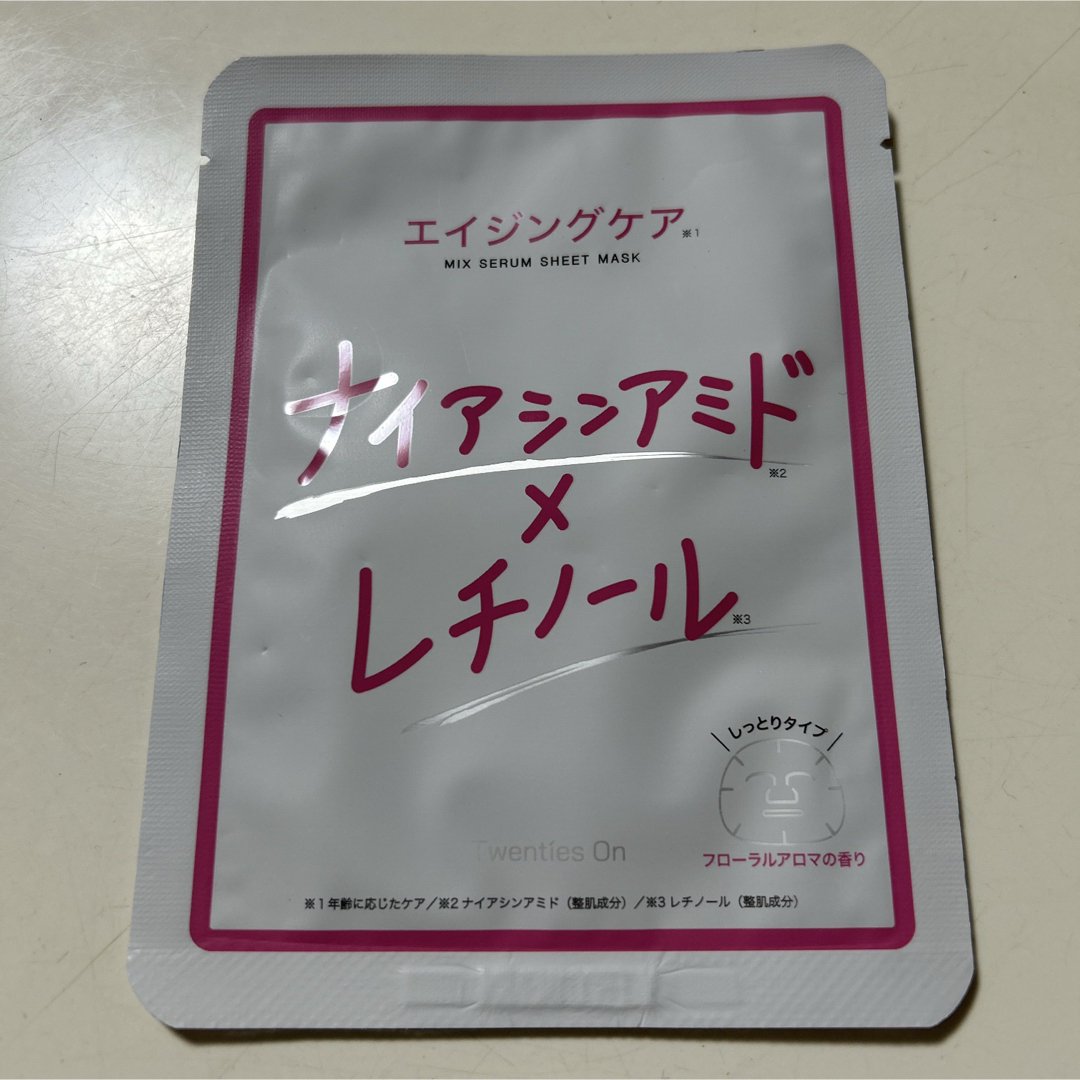 エイジングケア※1
MIX SERUM SHEET MASK
ナイアシンアミド※2
×
レチノール※3
しっとりタイプ
フローラルアロマの香り
Twenties On
※1年齢に応じたケア／※2 ナイアシンアミド（整肌成分）／※3 レチノール（整肌成分）